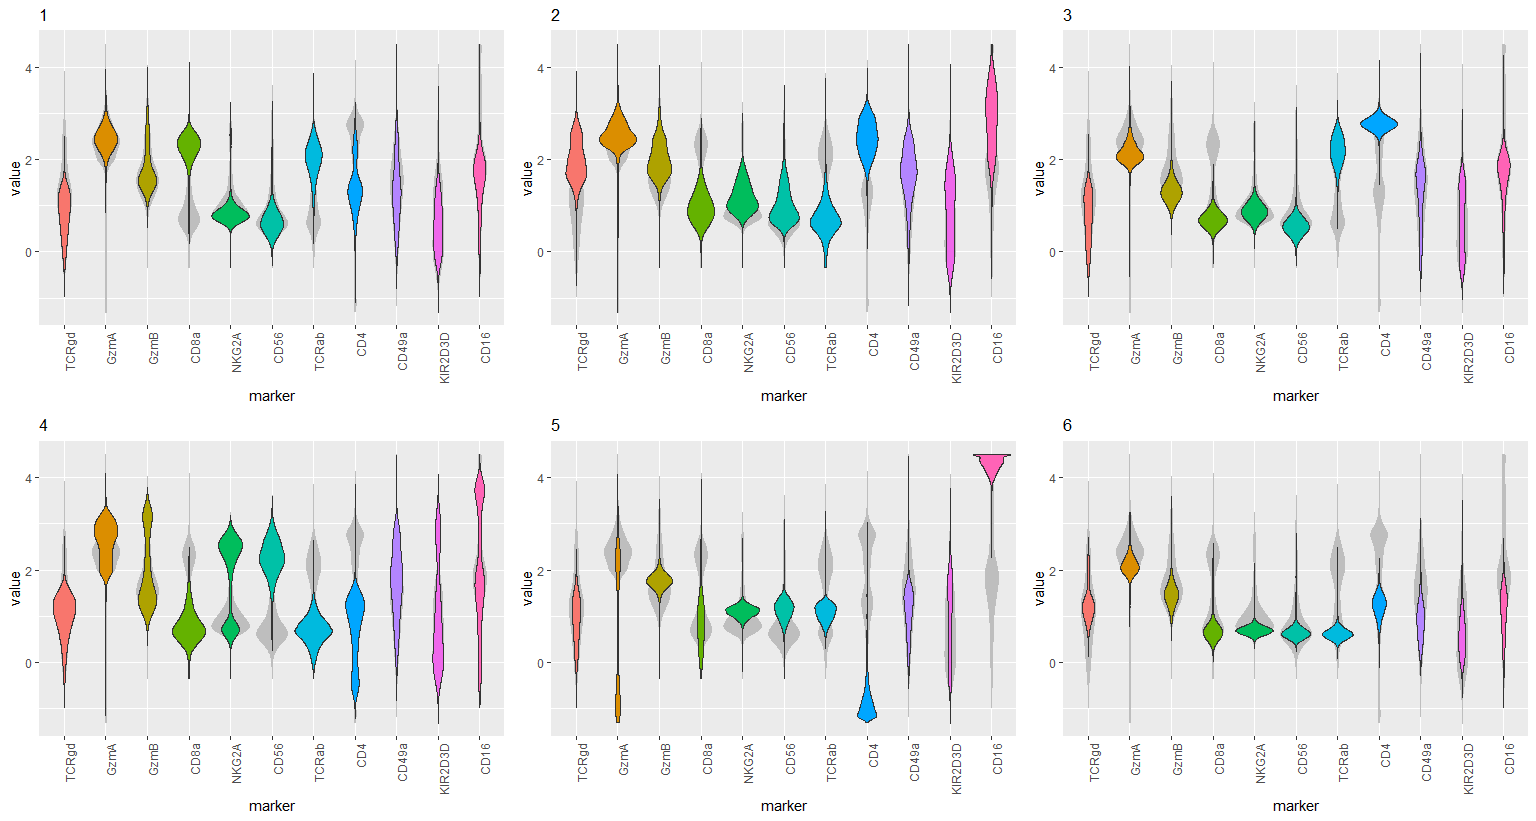 1
value
4
2
0
TCRgd
GzmA
GzmB
CD8a
NKG2A
CD56
TCRab
CD4
CD49a
KIR2D3D
CD16
marker
2
value
4
2
0
TCRgd
GzmA
GzmB
CD8a
NKG2A
CD56
TCRab
CD4
CD49a
KIR2D3D
CD16
marker
3
value
4
2
0
TCRgd
GzmA
GzmB
CD8a
NKG2A
CD56
TCRab
CD4
CD49a
KIR2D3D
CD16
marker
4
value
4
2
0
TCRgd
GzmA
GzmB
CD8a
NKG2A
CD56
TCRab
CD4
CD49a
KIR2D3D
CD16
marker
5
value
4
2
0
TCRgd
GzmA
GzmB
CD8a
NKG2A
CD56
TCRab
CD4
CD49a
KIR2D3D
CD16
marker
6
value
4
2
0
TCRgd
GzmA
GzmB
CD8a
NKG2A
CD56
TCRab
CD4
CD49a
KIR2D3D
CD16
marker